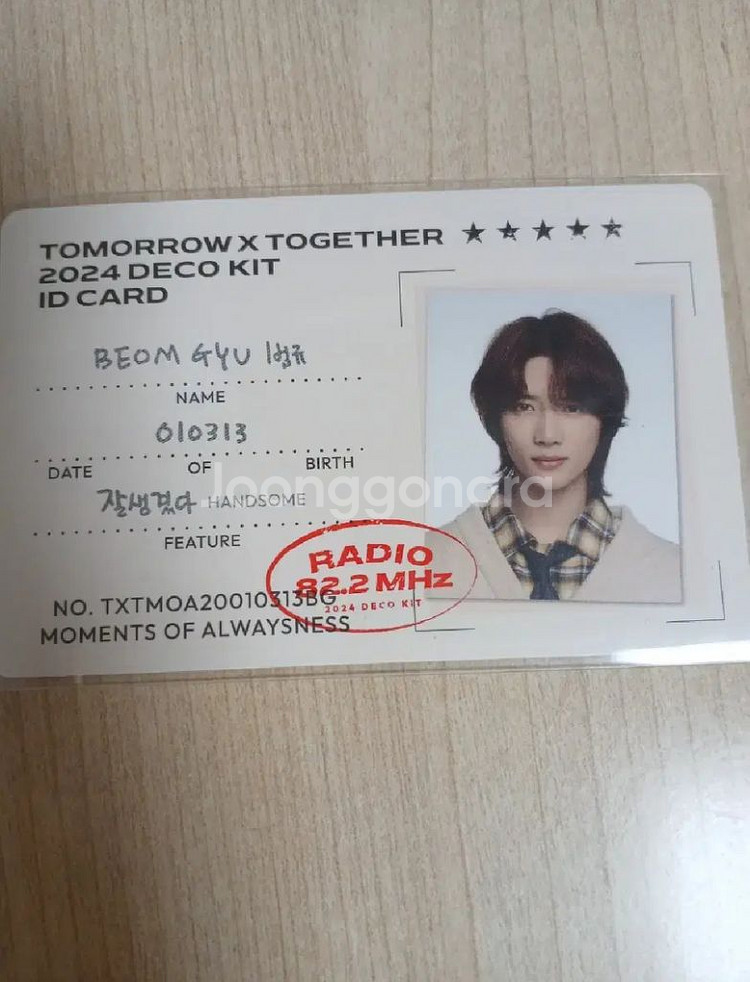 TOMORROW X TOGETHER ★★★★★
2024 DECO KIT
ID CARD
BEOM GYU 범규
NAME
010313
DATE OF BIRTH
잘생겼다 HANDSOME
FEATURE
Joonggonara
RADIO
82.2 MHz
2024 DECO KIT
NO. TXTMOA20010313BG
MOMENTS OF ALWAYSNESS